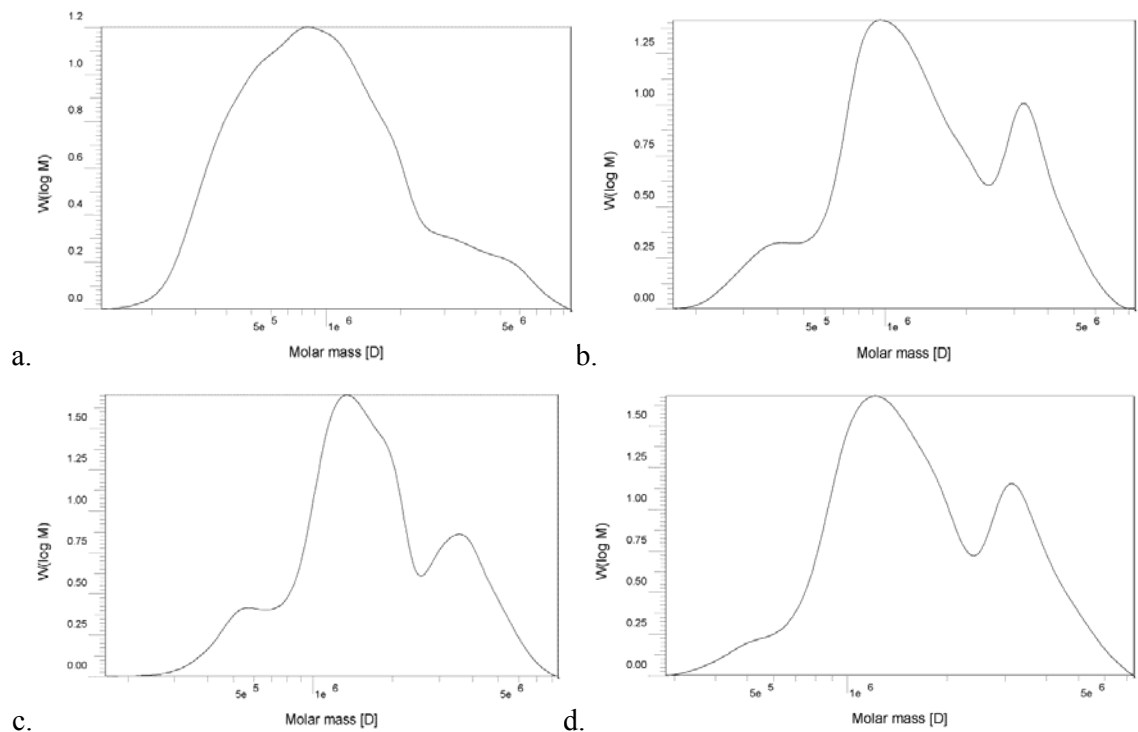 1.2
1.0
0.8
0.6
0.4
0.2
0.0
W(log M)
5e 5
1e 6
5e 6
Molar mass [D]
a.
1.25
1.00
0.75
0.50
0.25
0.00
W(log M)
5e 5
1e 6
5e 6
Molar mass [D]
b.
1.50
1.25
1.00
0.75
0.50
0.25
0.00
W(log M)
5e 5
1e 6
5e 6
Molar mass [D]
c.
1.50
1.25
1.00
0.75
0.50
0.25
0.00
W(log M)
5e 5
1e 6
5e 6
Molar mass [D]
d.